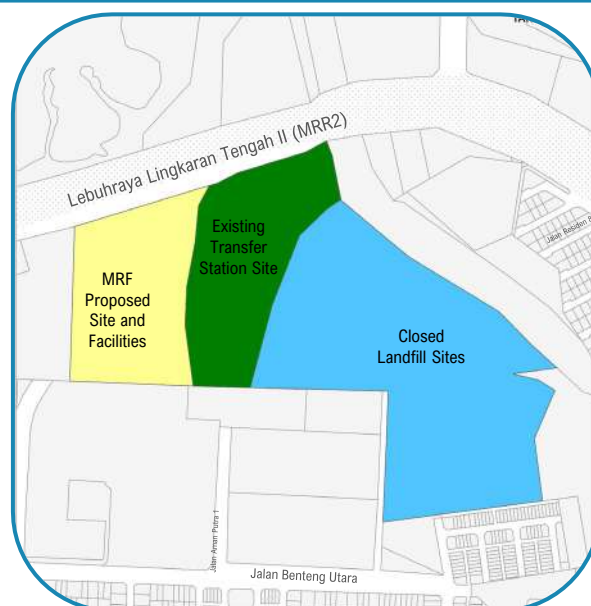 Lebuhraya Lingkaran Tengah II (MRR2)
Existing
Transfer
Station Site
MRF
Proposed
Site and
Facilities
Closed
Landfill Sites
Jalan Aman Putra 1
Jalan Benteng Utara